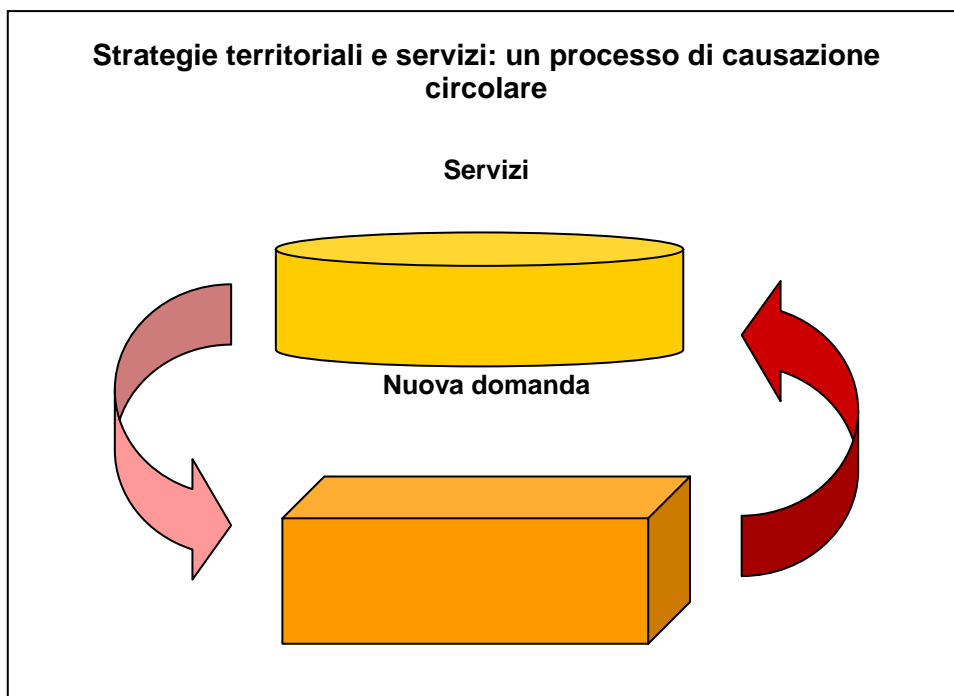 Strategie territoriali e servizi: un processo di causazione
circolare
Servizi
Nuova domanda